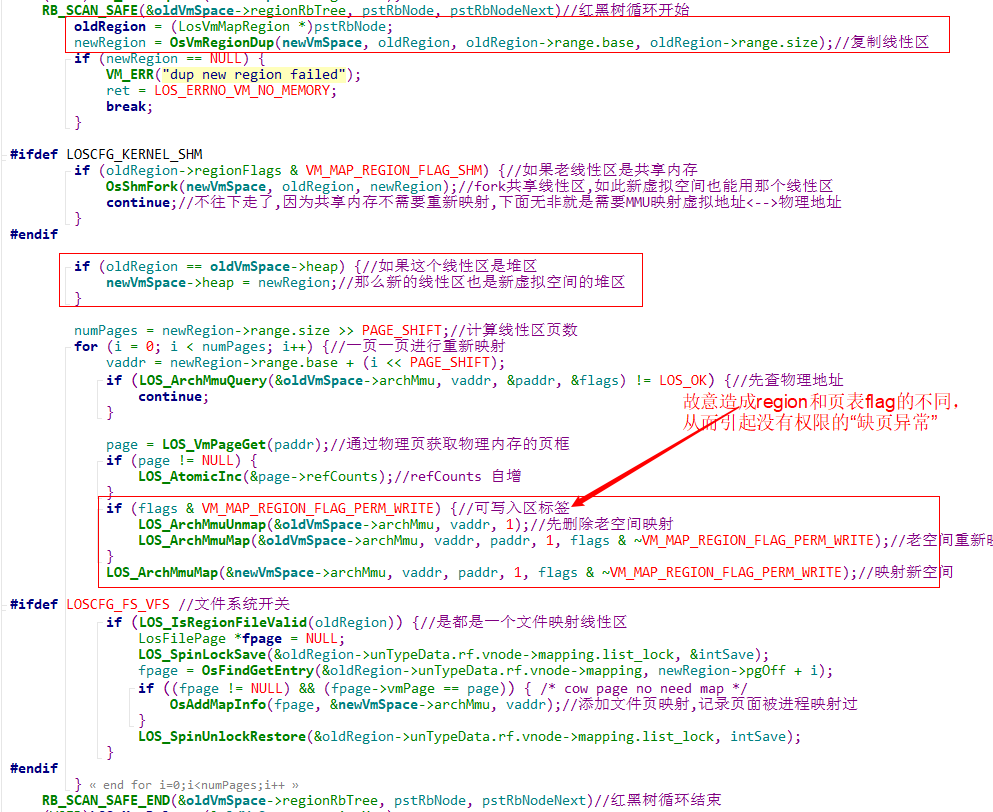 RB_SCAN_SAFE(&oldVmSpace->regionRbTree, pstRbNode, pstRbNodeNext)//红黑树循环开始
oldRegion = (LosVmMapRegion *)pstRbNode;
newRegion = OsVmRegionDup(newVmSpace, oldRegion, oldRegion->range.base, oldRegion->range.size);//复制线性区
if (newRegion == NULL) {
VM_ERR("dup new region failed");
ret = LOS_ERRNO_VM_NO_MEMORY;
break;
}
#ifdef LOSCFG_KERNEL_SHM
if (oldRegion->regionFlags & VM_MAP_REGION_FLAG_SHM) {//如果老线性区是共享内存
OsShmFork(newVmSpace, oldRegion, newRegion);//fork共享线性区,如此新虚拟空间也能用那个线性区
continue;//不往下走了,因为共享内存不需要重新映射,下面无非就是需要MMU映射虚拟地址<-->物理地址
}
#endif
if (oldRegion == oldVmSpace->heap) {//如果这个线性区是堆区
newVmSpace->heap = newRegion;//那么新的线性区也是新虚拟空间的堆区
}
numPages = newRegion->range.size >> PAGE_SHIFT;//计算线性区页数
for (i = 0; i < numPages; i++) {//一页一页进行重新映射
vaddr = newRegion->range.base + (i << PAGE_SHIFT);
if (LOS_ArchMmuQuery(&oldVmSpace->archMmu, vaddr, &paddr, &flags) != LOS_OK) {//先查物理地址
continue;
}
故意造成region和页表flag的不同，
从而引起没有权限的“缺页异常”
page = LOS_VmPageGet(paddr);//通过物理页获取物理内存的页框
if (page != NULL) {
LOS_AtomicInc(&page->refCounts);//refCounts 自增
}
if (flags & VM_MAP_REGION_FLAG_PERM_WRITE) {//可写入区标签
LOS_ArchMmuUnmap(&oldVmSpace->archMmu, vaddr, 1);//先删除老空间映射
LOS_ArchMmuMap(&oldVmSpace->archMmu, vaddr, paddr, 1, flags & ~VM_MAP_REGION_FLAG_PERM_WRITE);//老空间重新
}
LOS_ArchMmuMap(&newVmSpace->archMmu, vaddr, paddr, 1, flags & ~VM_MAP_REGION_FLAG_PERM_WRITE);//映射新空间
#ifdef LOSCFG_FS_VFS //文件系统开关
if (LOS_IsRegionFileValid(oldRegion)) {//是都是一个文件映射线性区
LosFilePage *fpage = NULL;
LOS_SpinLockSave(&oldRegion->unTypeData.rf.vnode->mapping.list_lock, &intSave);
fpage = OsFindGetEntry(&oldRegion->unTypeData.rf.vnode->mapping, newRegion->pgOff + i);
if ((fpage != NULL) && (fpage->vmPage == page)) { /* cow page no need map */
OsAddMapInfo(fpage, &newVmSpace->archMmu, vaddr);//添加文件页映射,记录页面被进程映射过
}
LOS_SpinUnlockRestore(&oldRegion->unTypeData.rf.vnode->mapping.list_lock, intSave);
}
#endif
} « end for i=0;i<numPages;i++ »
RB_SCAN_SAFE_END(&oldVmSpace->regionRbTree, pstRbNode, pstRbNodeNext)//红黑树循环结束